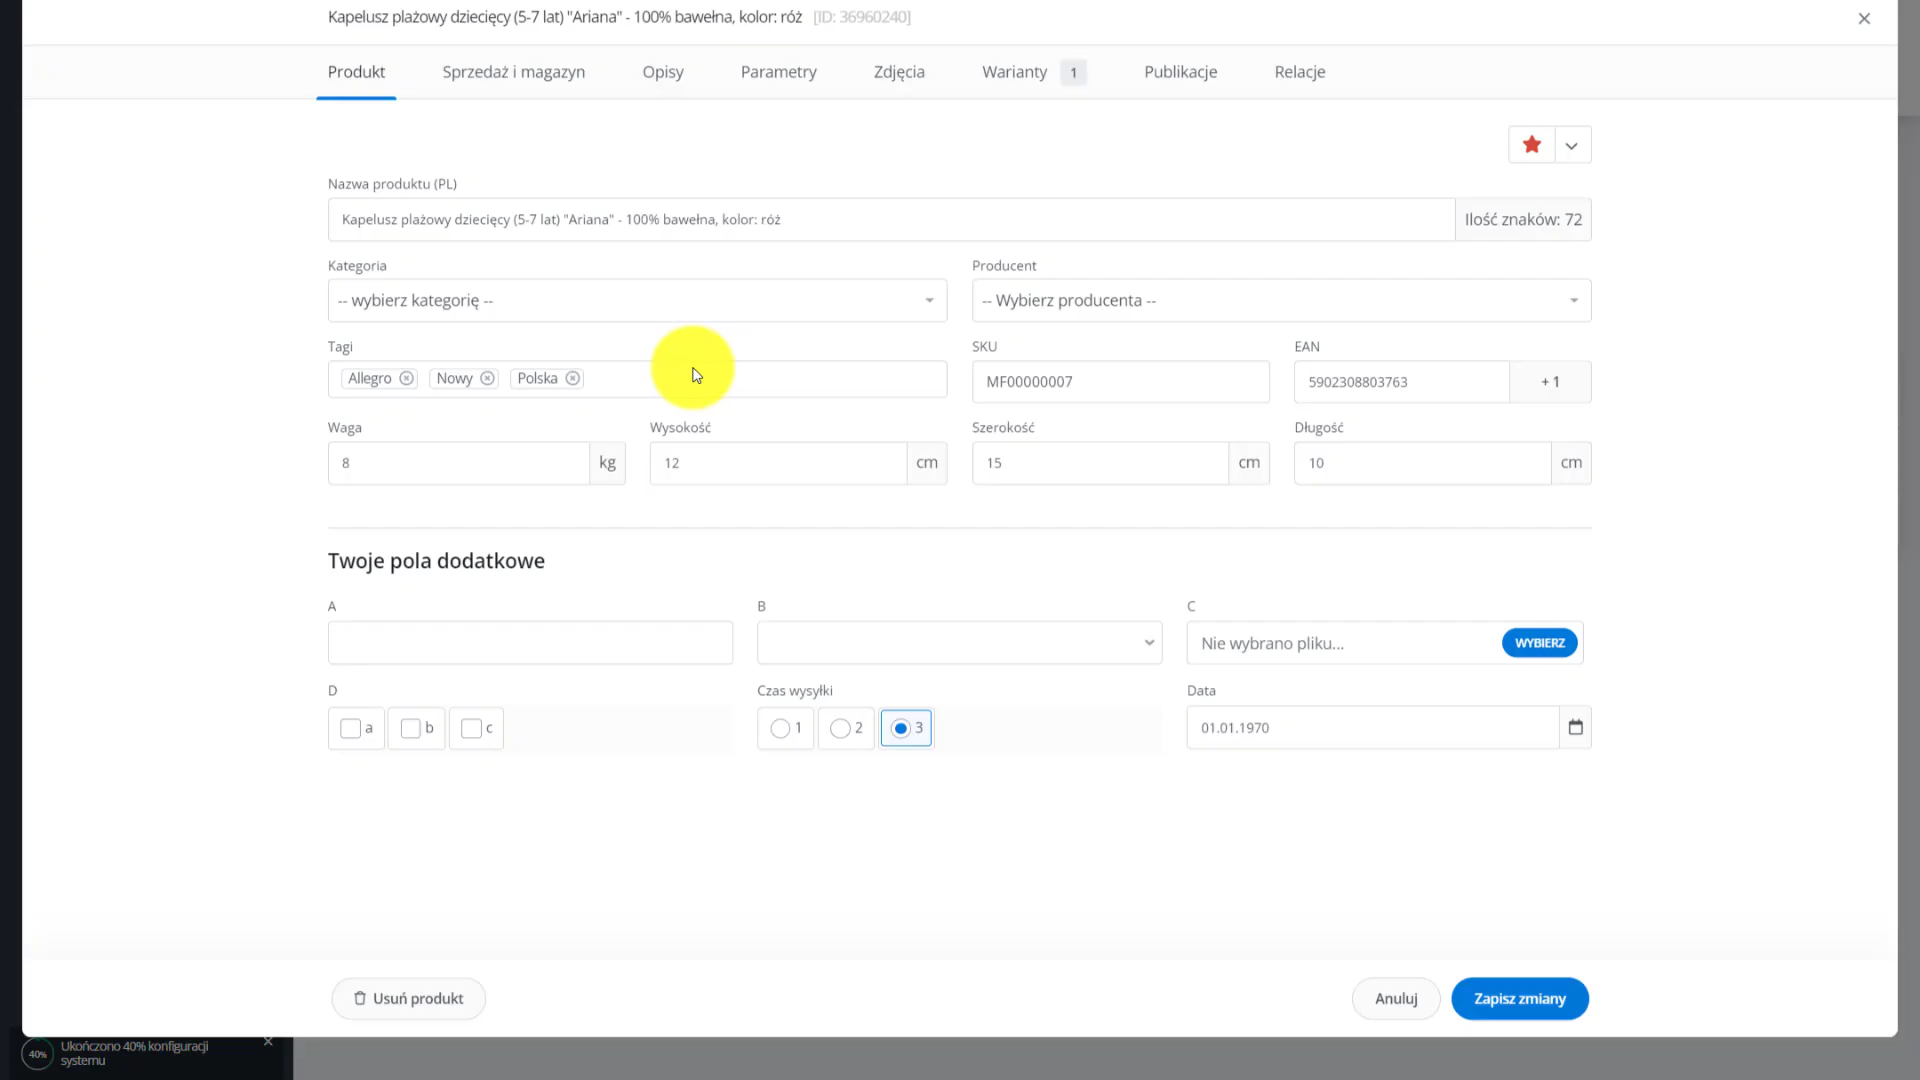 Kapelusz plażowy dziecięcy (5-7 lat) "Ariana" - 100% bawełna, kolor: róż [ID: 36960240]
Produkt Sprzedaż i magazyn Opisy Parametry Zdjęcia Warianty 1 Publikacje Relacje
Nazwa produktu (PL)
Kapelusz plażowy dziecięcy (5-7 lat) "Ariana" - 100% bawełna, kolor: róż Ilość znaków: 72
Kategoria Producent
-- wybierz kategorię -- -- Wybierz producenta --
Tagi SKU EAN
Allegro Nowy Polska MF00000007 5902308803763 + 1
Waga Wysokość Szerokość Długość
8 kg 12 cm 15 cm 10 cm
Twoje pola dodatkowe
A B C
Nie wybrano pliku... WYBIERZ
D Czas wysyłki Data
a b c 1 2 3 01.01.1970
Usuń produkt Anuluj Zapisz zmiany
40% Ukończono 40% konfiguracji
systemu